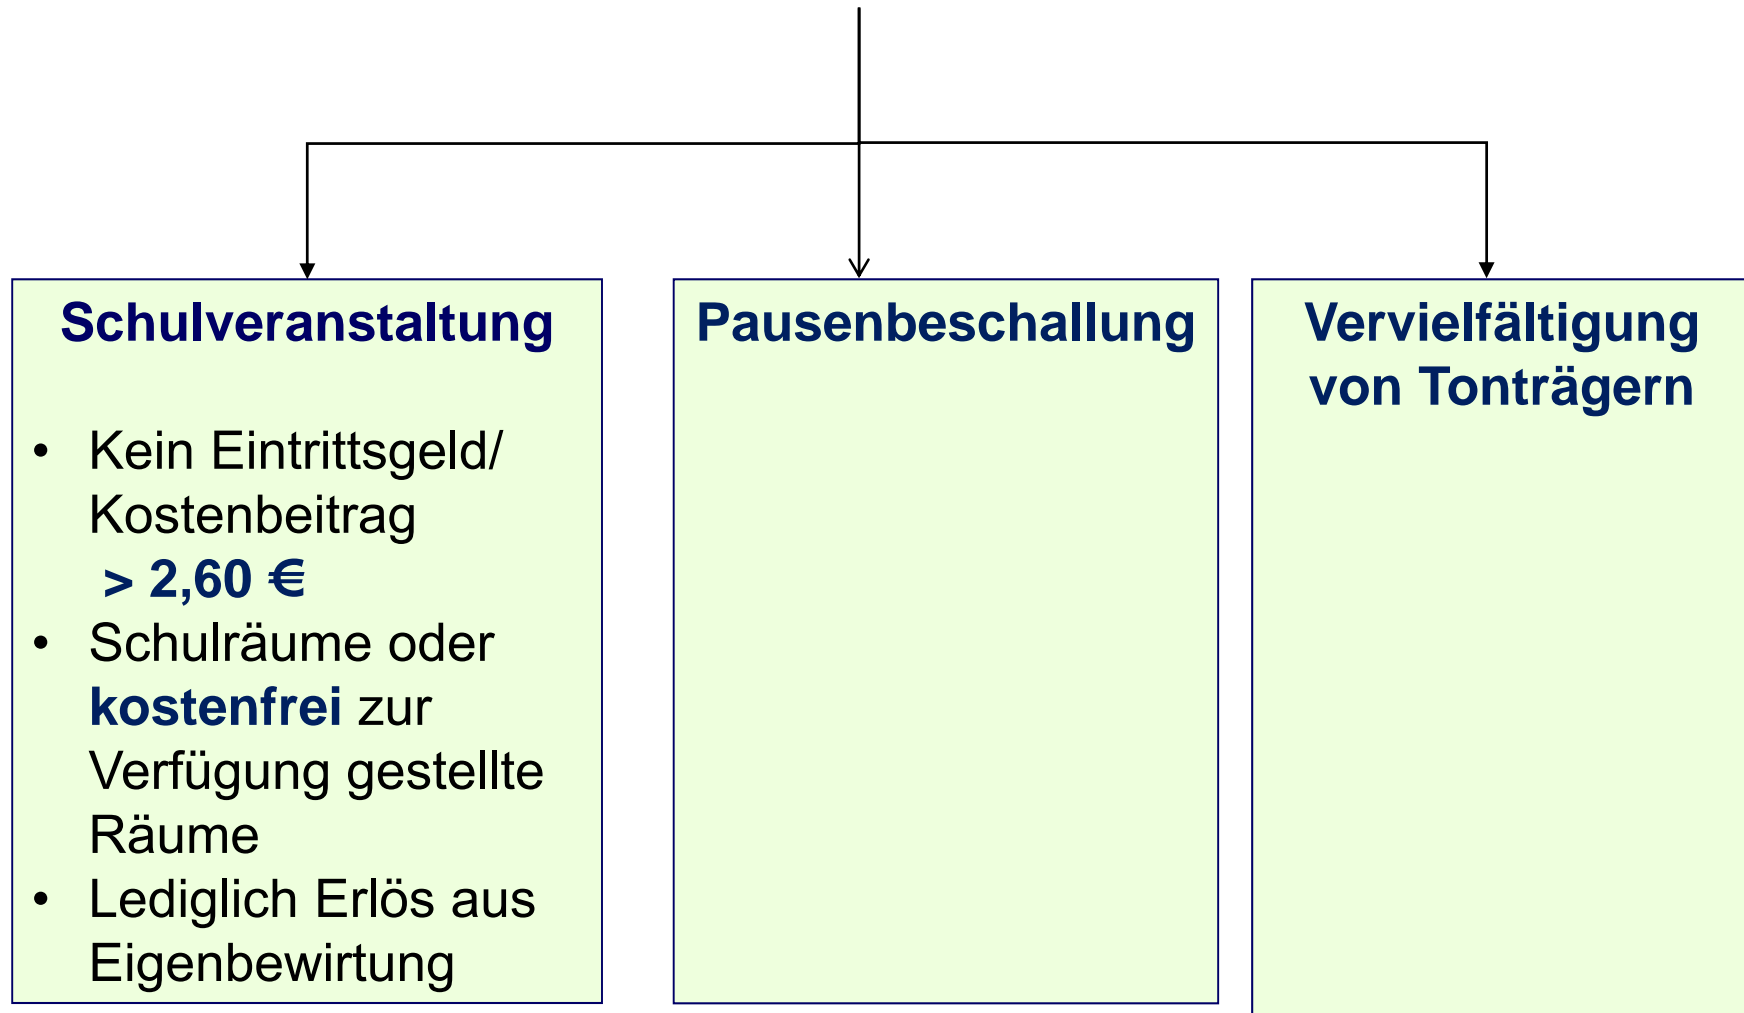 Schulveranstaltung
• Kein Eintrittsgeld/
Kostenbeitrag
> 2,60 €
• Schulräume oder
kostenfrei zur
Verfügung gestellte
Räume
• Lediglich Erlös aus
Eigenbewirtung
Pausenbeschallung
Vervielfältigung
von Tonträgern